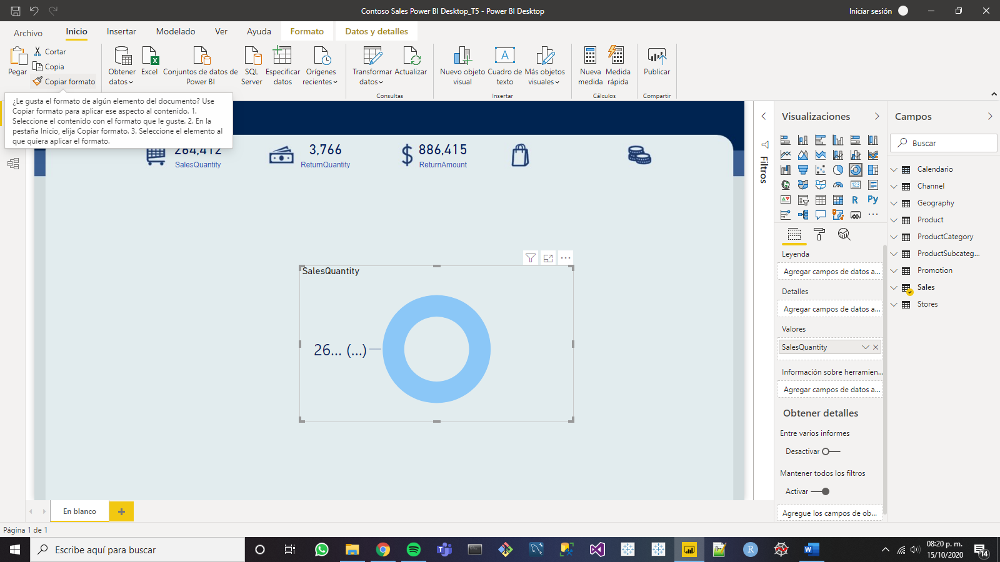 Contoso Sales Power BI Desktop_T5 - Power BI Desktop
Iniciar sesión
Archivo
Inicio
Insertar
Modelado
Ver
Ayuda
Formato
Datos y detalles
Pegar
Cortar
Copia
Copiar formato
Obtener
datos
Excel
Conjuntos de datos de
Power BI
SQL
Server
Especificar
datos
Orígenes
recientes
Transformar
datos
Actualizar
Consultas
Nuevo objeto
visual
A
Cuadro de
texto
Más objetos
visuales
Insertar
Nueva
medida
Medida
rápida
Cálculos
Publicar
Compartir
¿Le gusta el formato de algún elemento del documento? Use
Copiar formato para aplicar ese aspecto al contenido. 1.
Seleccione el contenido con el formato que le guste. 2. En la
pestaña Inicio, elija Copiar formato. 3. Seleccione el elemento al
que quiera aplicar el formato.
264,412
SalesQuantity
3,766
ReturnQuantity
$
886,415
ReturnAmount
SalesQuantity
26... (...)
Filtros
Visualizaciones
123
R
Py
Leyenda
Agregar campos de datos a...
Detalles
Agregar campos de datos a...
Valores
SalesQuantity
Información sobre herramien...
Agregar campos de datos a...
Obtener detalles
Entre varios informes
Desactivar
Mantener todos los filtros
Activar
Agregue los campos de ob...
Campos
Buscar
Calendario
Channel
Geography
Product
ProductCategory
ProductSubcateg...
Promotion
Sales
Stores
En blanco
Página 1 de 1
Escribe aquí para buscar
R
08:20 p. m.
15/10/2020
14